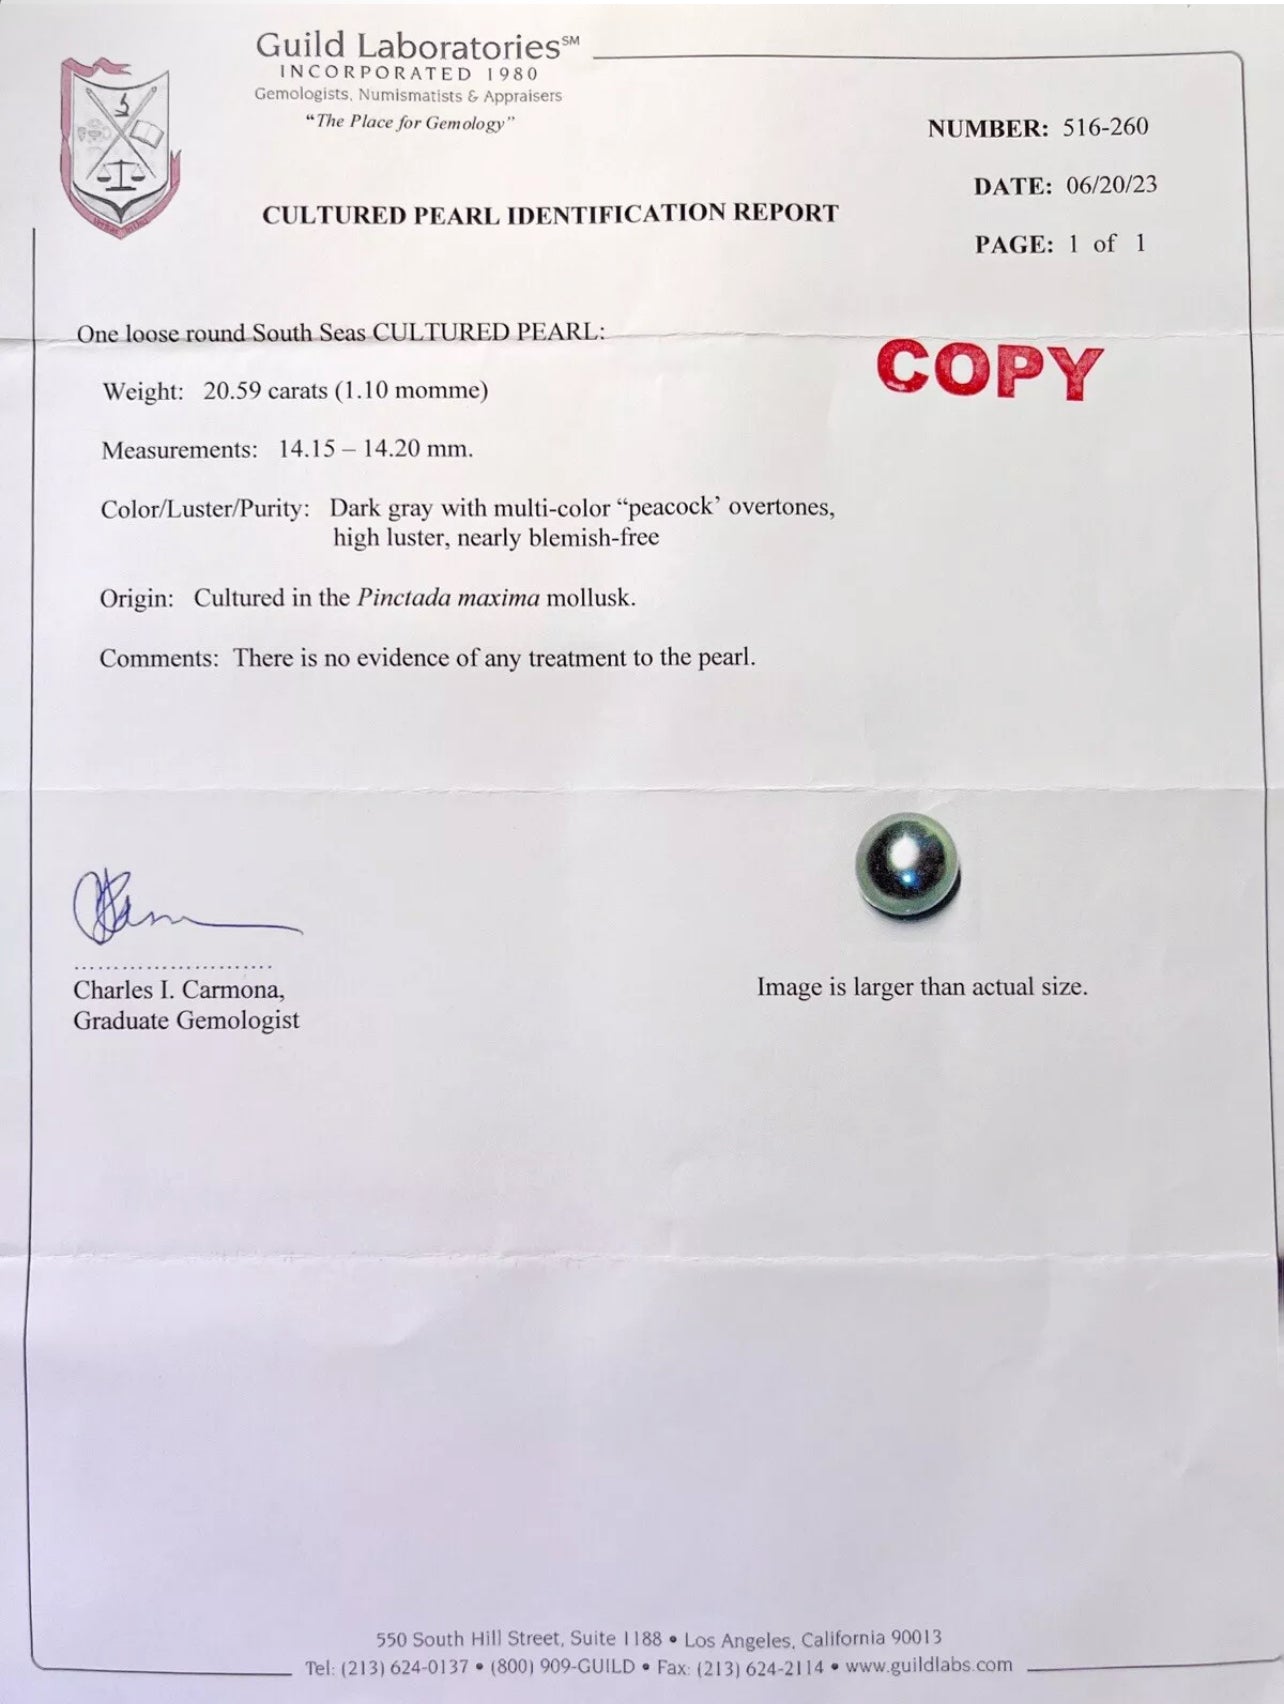 Guild Laboratories℠
INCORPORATED 1980
Gemologists, Numismatists & Appraisers
“The Place for Gemology”
NUMBER: 516-260
DATE: 06/20/23
CULTURED PEARL IDENTIFICATION REPORT
PAGE: 1 of 1
One loose round South Seas CULTURED PEARL:
COPY
Weight: 20.59 carats (1.10 momme)
Measurements: 14.15 – 14.20 mm.
Color/Luster/Purity: Dark gray with multi-color “peacock’ overtones,
high luster, nearly blemish-free
Origin: Cultured in the Pinctada maxima mollusk.
Comments: There is no evidence of any treatment to the pearl.
Charles I. Carmona,
Graduate Gemologist
Image is larger than actual size.
550 South Hill Street, Suite 1188 • Los Angeles, California 90013
Tel: (213) 624-0137 • (800) 909-GUILD • Fax: (213) 624-2114 • www.guildlabs.com